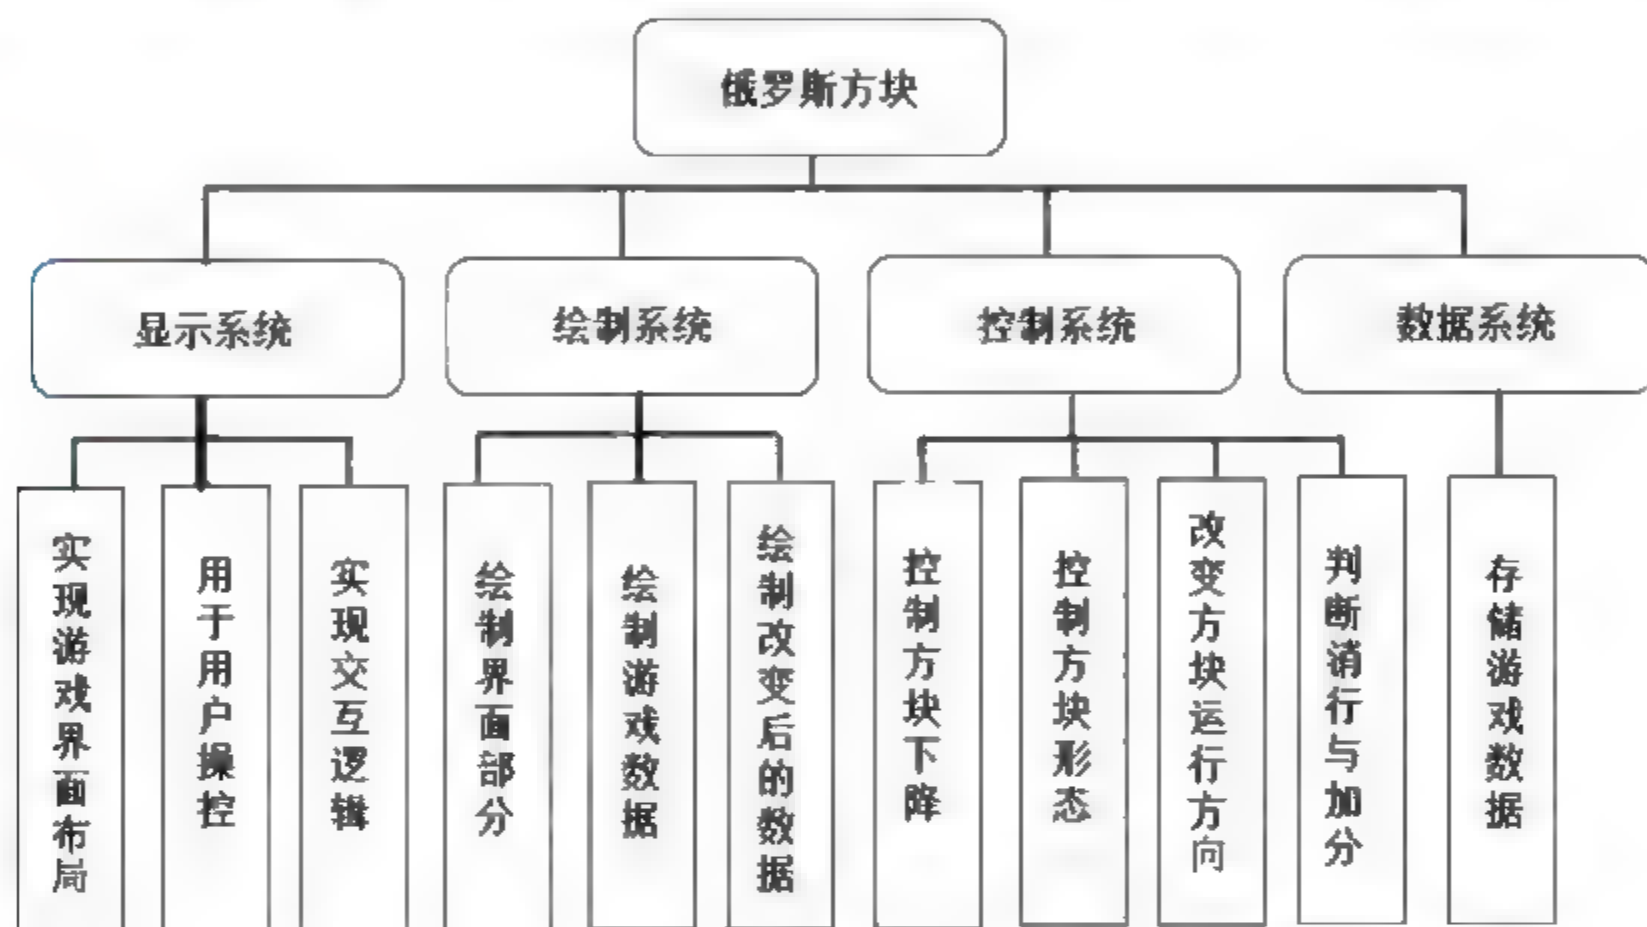 俄罗斯方块
显示系统
绘制系统
控制系统
数据系统
实现游戏界面布局
用于用户操控
实现交互逻辑
绘制界面部分
绘制游戏数据
绘制改变后的数据
控制方块下降
控制方块形态
改变方块运行方向
判断消行与加分
存储游戏数据